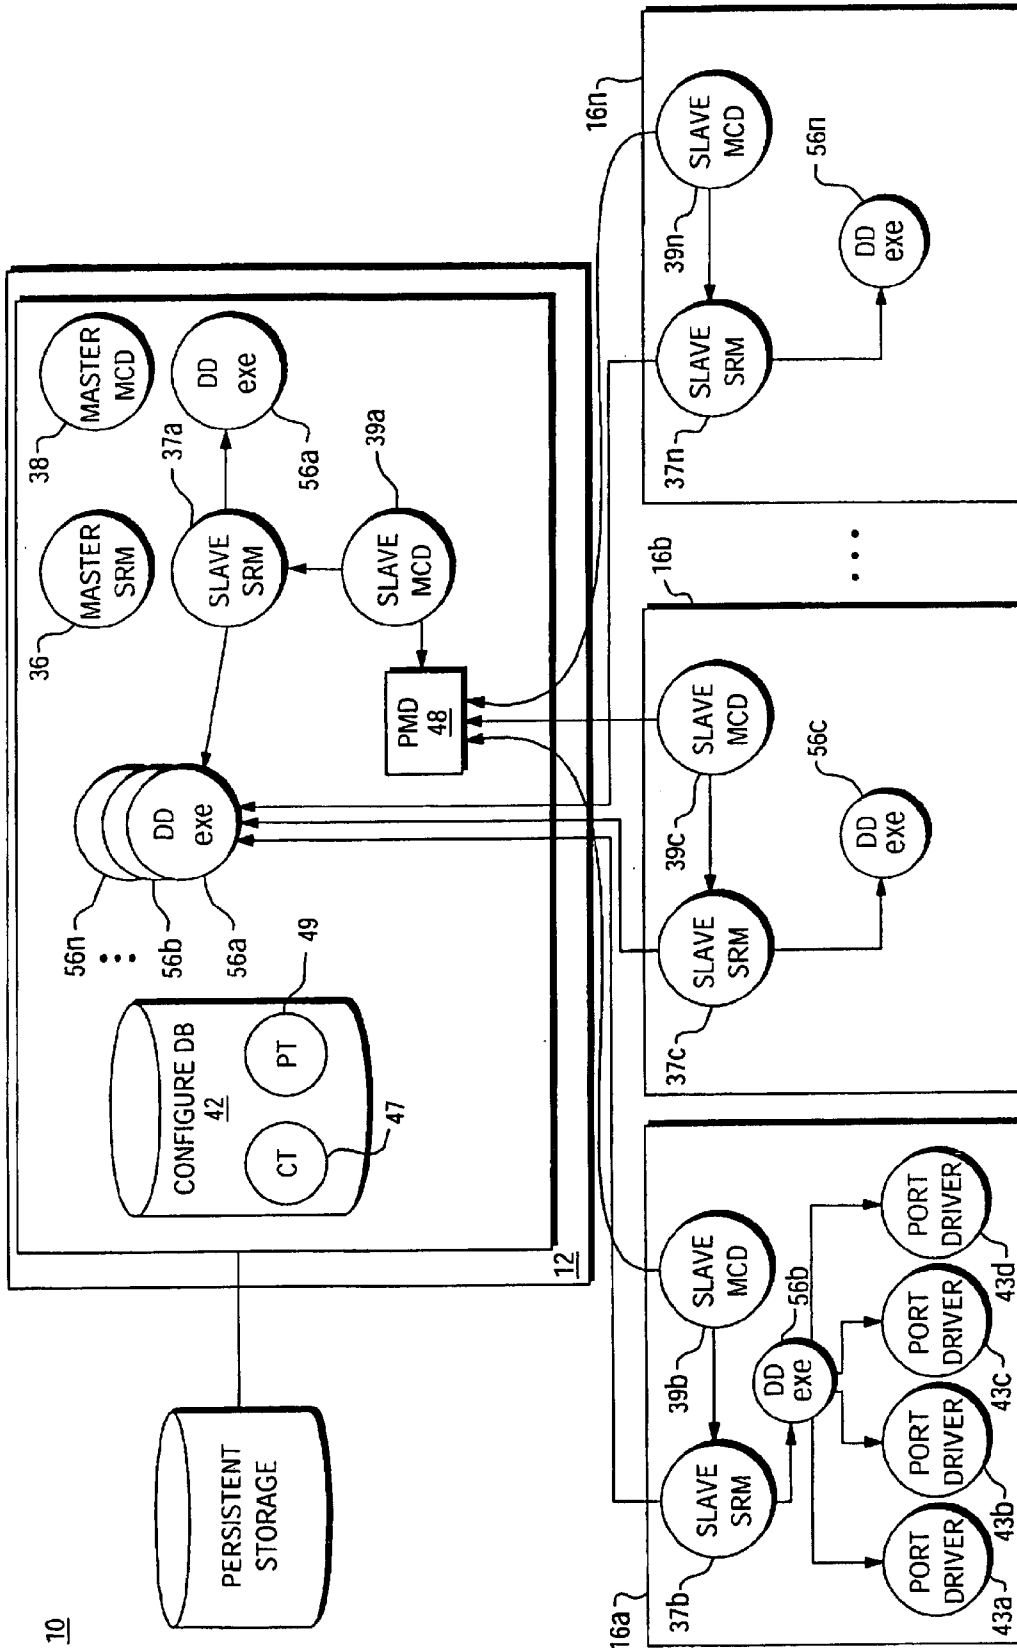 10
PERSISTENT
STORAGE
12
CONFIGURE DB
42
CT
PT
47
49
56n
56b
56a
DD
exe
36
MASTER
SRM
38
MASTER
MCD
37a
SLAVE
SRM
DD
exe
56a
39a
SLAVE
MCD
PMD
48
16a
37b
SLAVE
SRM
39b
SLAVE
MCD
56b
DD
exe
PORT
DRIVER
43a
PORT
DRIVER
43b
PORT
DRIVER
43c
PORT
DRIVER
43d
16b
37c
SLAVE
SRM
39c
SLAVE
MCD
56c
DD
exe
16n
37n
SLAVE
SRM
39n
SLAVE
MCD
56n
DD
exe